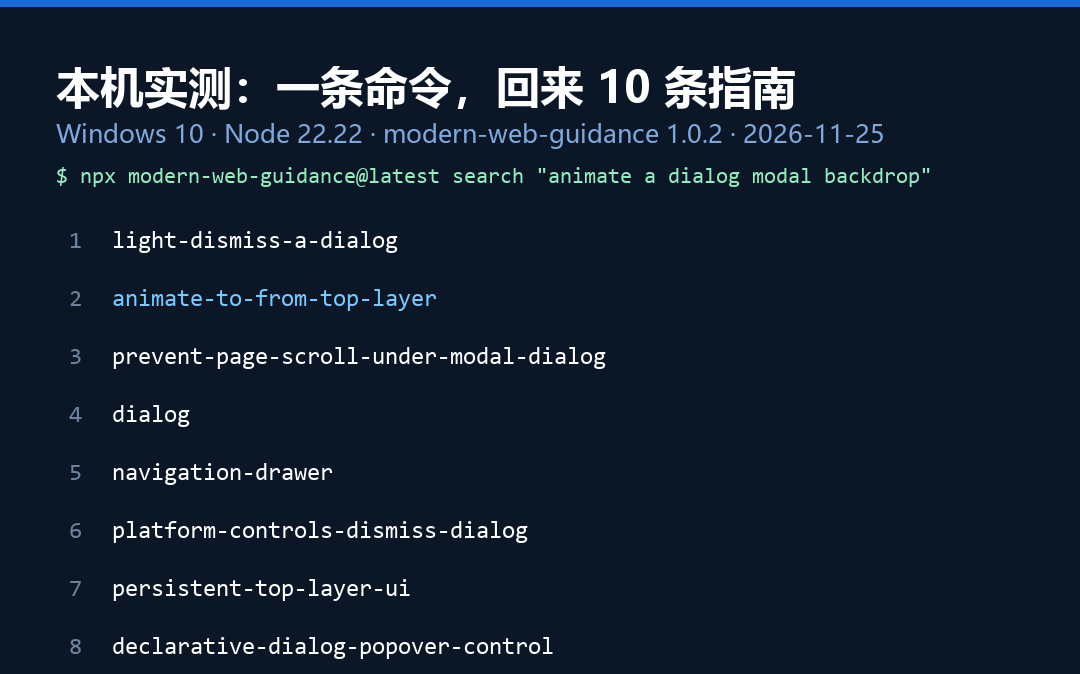 本机实测：一条命令，回来 10 条指南
Windows 10 · Node 22.22 · modern-web-guidance 1.0.2 · 2026-11-25
$ npx modern-web-guidance@latest search "animate a dialog modal backdrop"
1 light-dismiss-a-dialog
2 animate-to-from-top-layer
3 prevent-page-scroll-under-modal-dialog
4 dialog
5 navigation-drawer
6 platform-controls-dismiss-dialog
7 persistent-top-layer-ui
8 declarative-dialog-popover-control